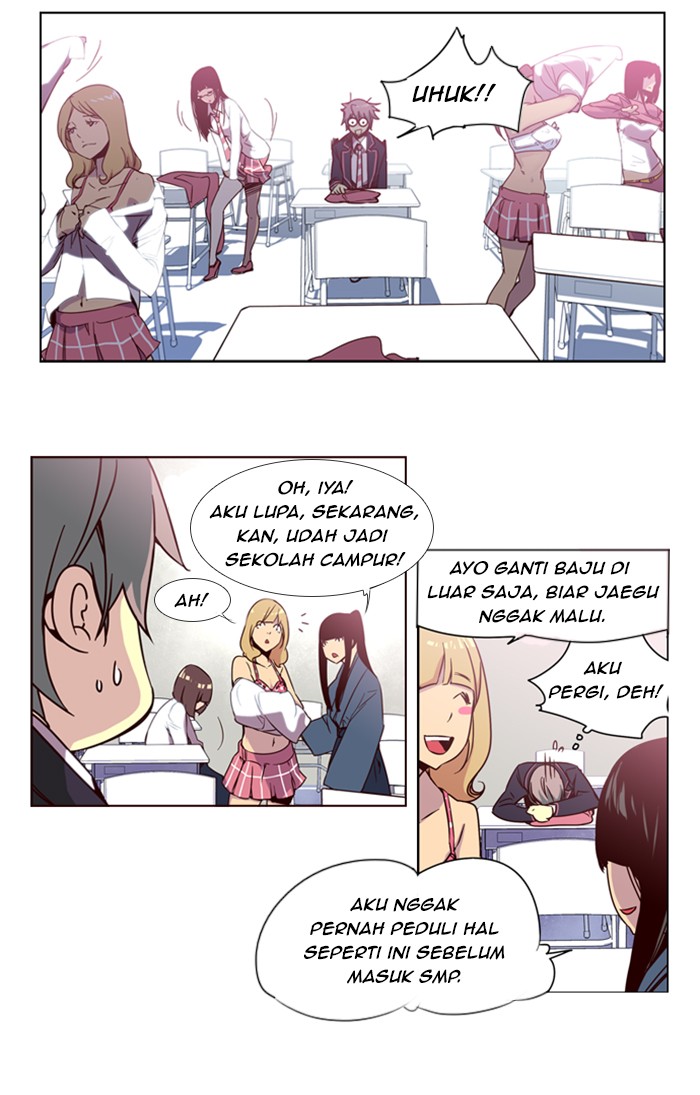 UHUK!!
OH, IYA!
AKU LUPA, SEKARANG,
KAN, UDAH JADI
SEKOLAH CAMPUR!
AH!
AYO GANTI BAJU DI
LUAR SAJA, BIAR JAEGU
NGGAK MALU.
AKU
PERGI, DEH!
AKU NGGAK
PERNAH PEDULI HAL
SEPERTI INI SEBELUM
MASUK SMP.